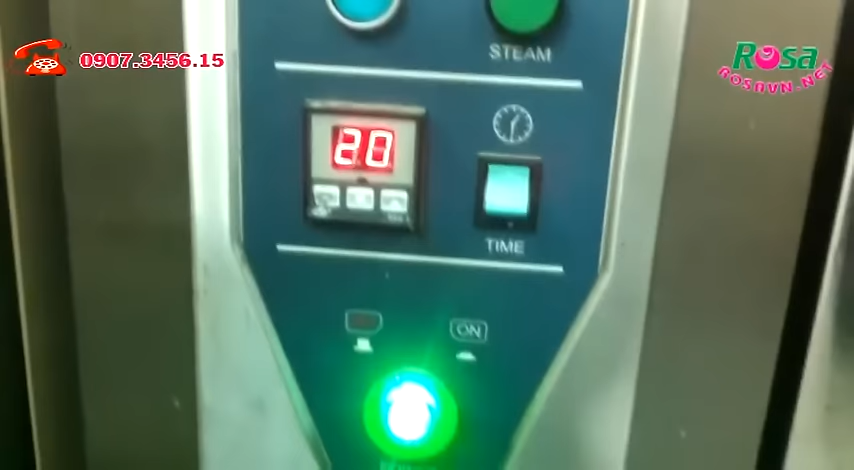 0907.3456.15
Rosa
ROSAVN.NET
STEAM
20
TIME
ON